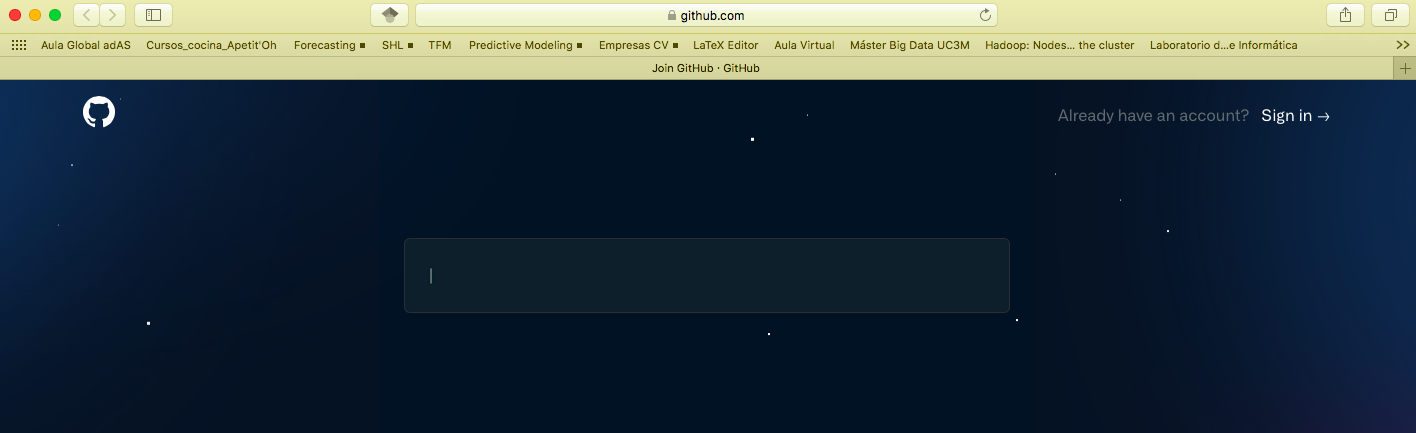 github.com
Aula Global adAS Cursos_cocina_Apetit'Oh Forecasting SHL TFM Predictive Modeling Empresas CV LaTeX Editor Aula Virtual Máster Big Data UC3M Hadoop: Nodes... the cluster Laboratorio d...e Informática
Join GitHub · GitHub
Already have an account? Sign in →